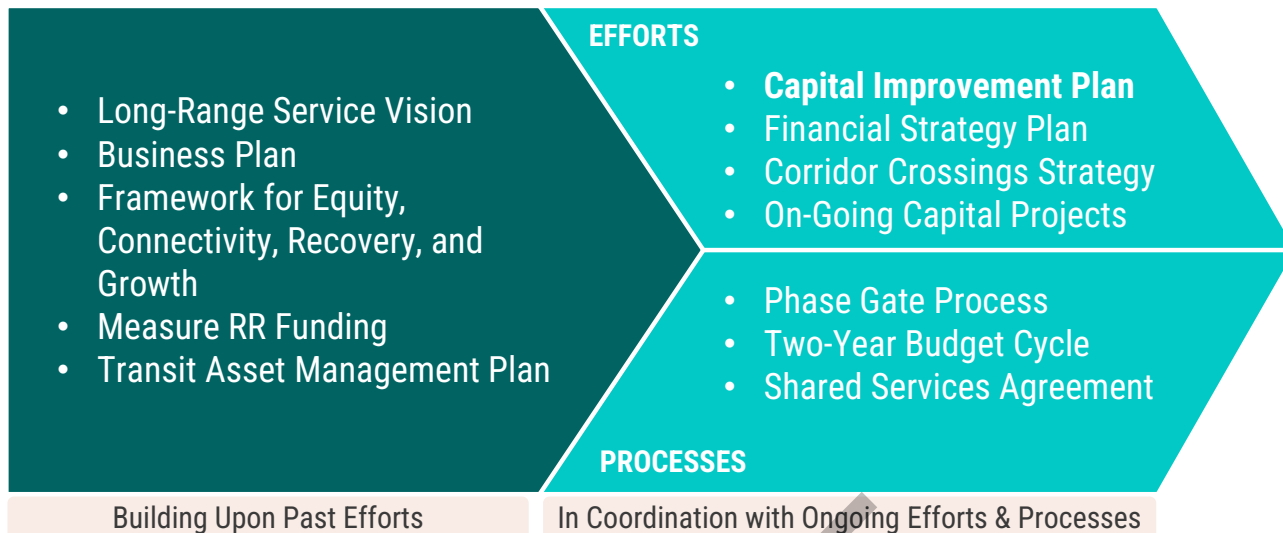 • Long-Range Service Vision
• Business Plan
• Framework for Equity,
Connectivity, Recovery, and
Growth
• Measure RR Funding
• Transit Asset Management Plan
EFFORTS
• Capital Improvement Plan
• Financial Strategy Plan
• Corridor Crossings Strategy
• On-Going Capital Projects
• Phase Gate Process
• Two-Year Budget Cycle
• Shared Services Agreement
PROCESSES
Building Upon Past Efforts
In Coordination with Ongoing Efforts & Processes